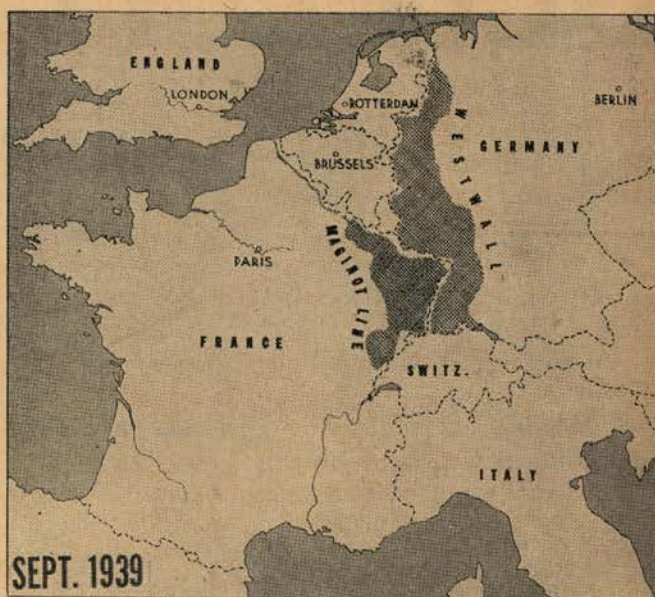 ENGLAND
LONDON
ROTTERDAM
BERLIN
WESTWALL
GERMANY
BRUSSELS
MAGINOT LINE
PARIS
FRANCE
SWITZ.
ITALY
SEPT. 1939